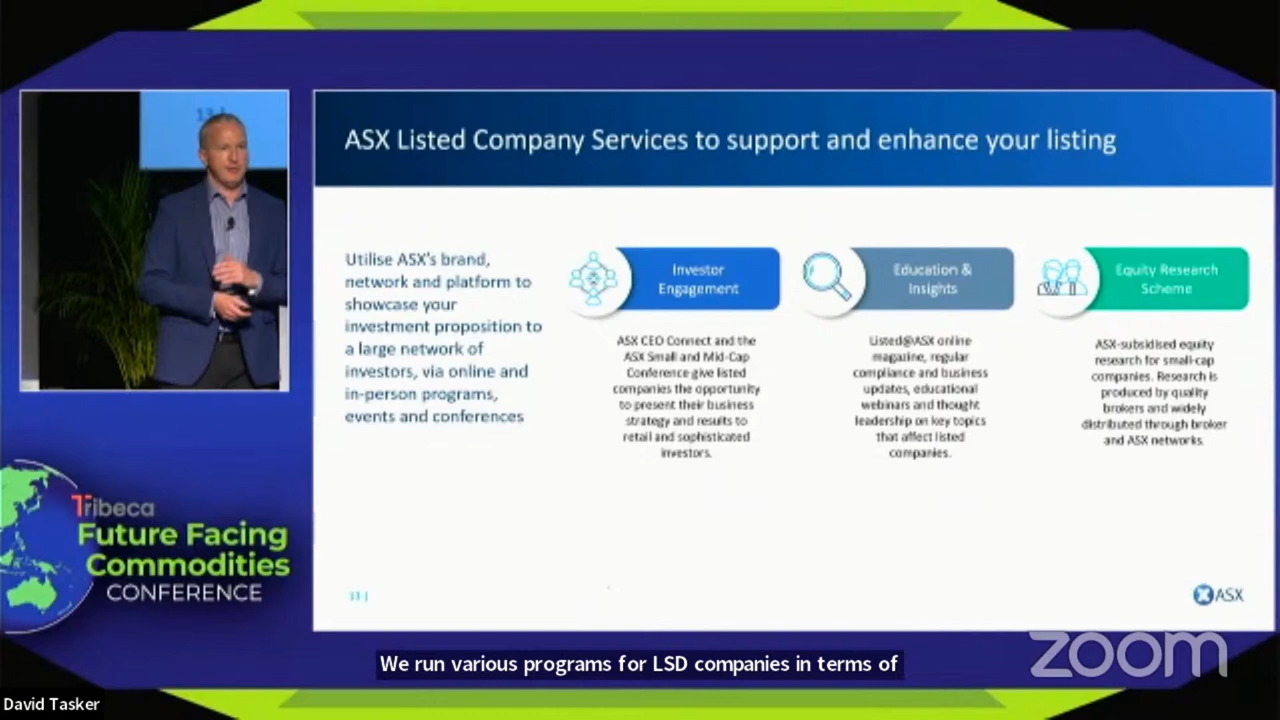 ASX Listed Company Services to support and enhance your listing
Utilise ASX's brand,
network and platform to
showcase your
investment proposition to
a large network of
investors, via online and
in-person programs,
events and conferences
Investor
Engagement
ASX CEO Connect and the
ASX Small and Mid-Cap
Conference give listed
companies the opportunity
to present their business
strategy and results to
retail and sophisticated
investors.
Education &
Insights
Listed@ASX online
magazine, regular
compliance and business
updates, educational
webinars and thought
leadership on key topics
that affect listed
companies.
Equity Research
Scheme
ASX-subsidised equity
research for small-cap
companies. Research is
produced by quality
brokers and widely
distributed through broker
and ASX networks.
13 |
ASX
Tribeca
Future Facing
Commodities
CONFERENCE
zoom
We run various programs for LSD companies in terms of
David Tasker